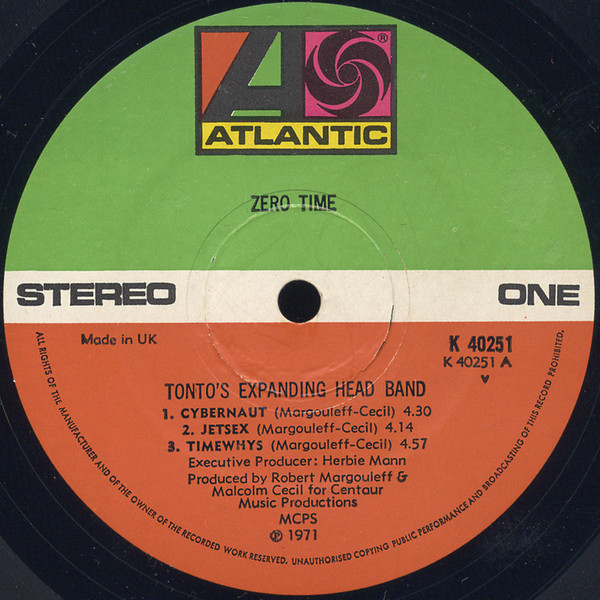 ®
ATLANTIC
ZERO TIME
STEREO
ONE
Made in UK
K 40251
K 40251 A
TONTO'S EXPANDING HEAD BAND
1. CYBERNAUT (Margouleff-Cecil) 4.30
2. JETSEX (Margouleff-Cecil) 4.14
3. TIMEWHYS (Margouleff-Cecil) 4.57
Executive Producer: Herbie Mann
Produced by Robert Margouleff &
Malcolm Cecil for Centaur
Music Productions
MCPS
℗ 1971
ALL RIGHTS OF THE MANUFACTURER AND OF THE OWNER OF THE RECORDED WORK RESERVED. UNAUTHORISED COPYING PUBLIC PERFORMANCE AND BROADCASTING OF THIS RECORD PROHIBITED.